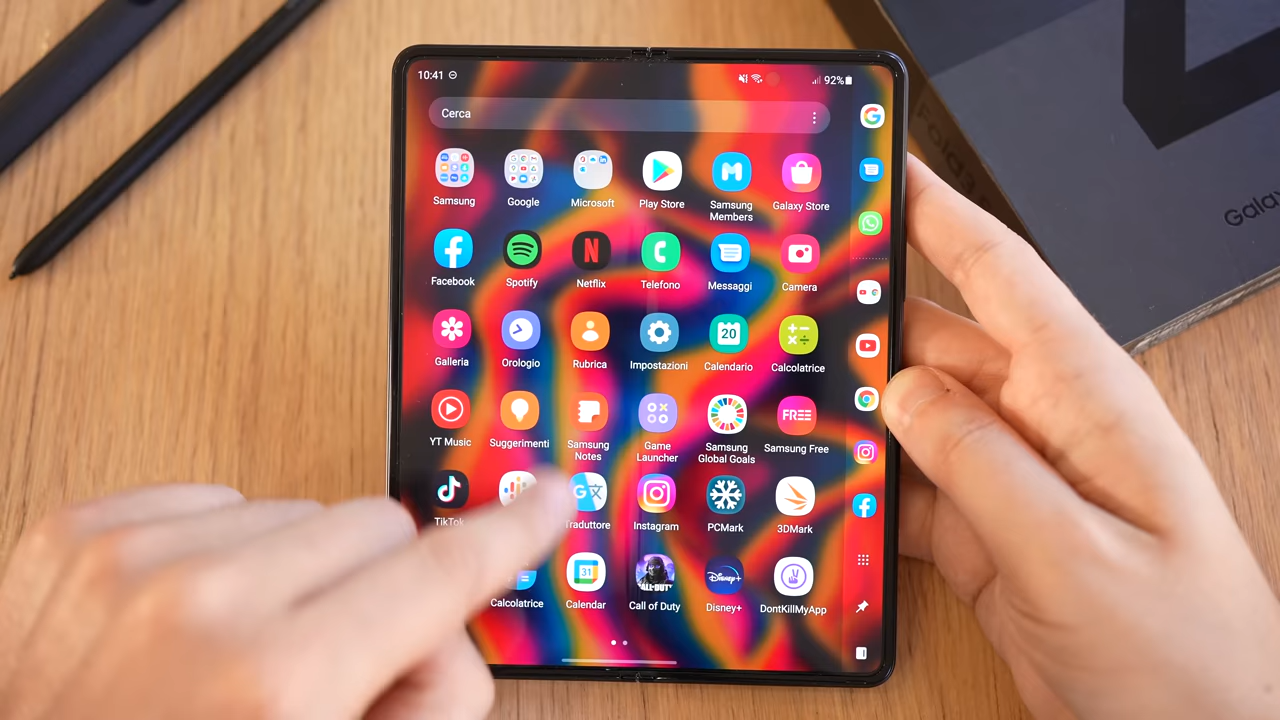 10:41
92%
Cerca
Samsung
Google
Microsoft
Play Store
Samsung
Members
Galaxy Store
Facebook
Spotify
Netflix
Telefono
Messaggi
Camera
20
Galleria
Orologio
Rubrica
Impostazioni
Calendario
Calcolatrice
FREE
YT Music
Suggerimenti
Samsung
Notes
Game
Launcher
Samsung
Global Goals
Samsung Free
TikTok
Traduttore
Instagram
PCMark
3DMark
31
Disney+
Calcolatrice
Calendar
Call of Duty
Disney+
DontKillMyApp